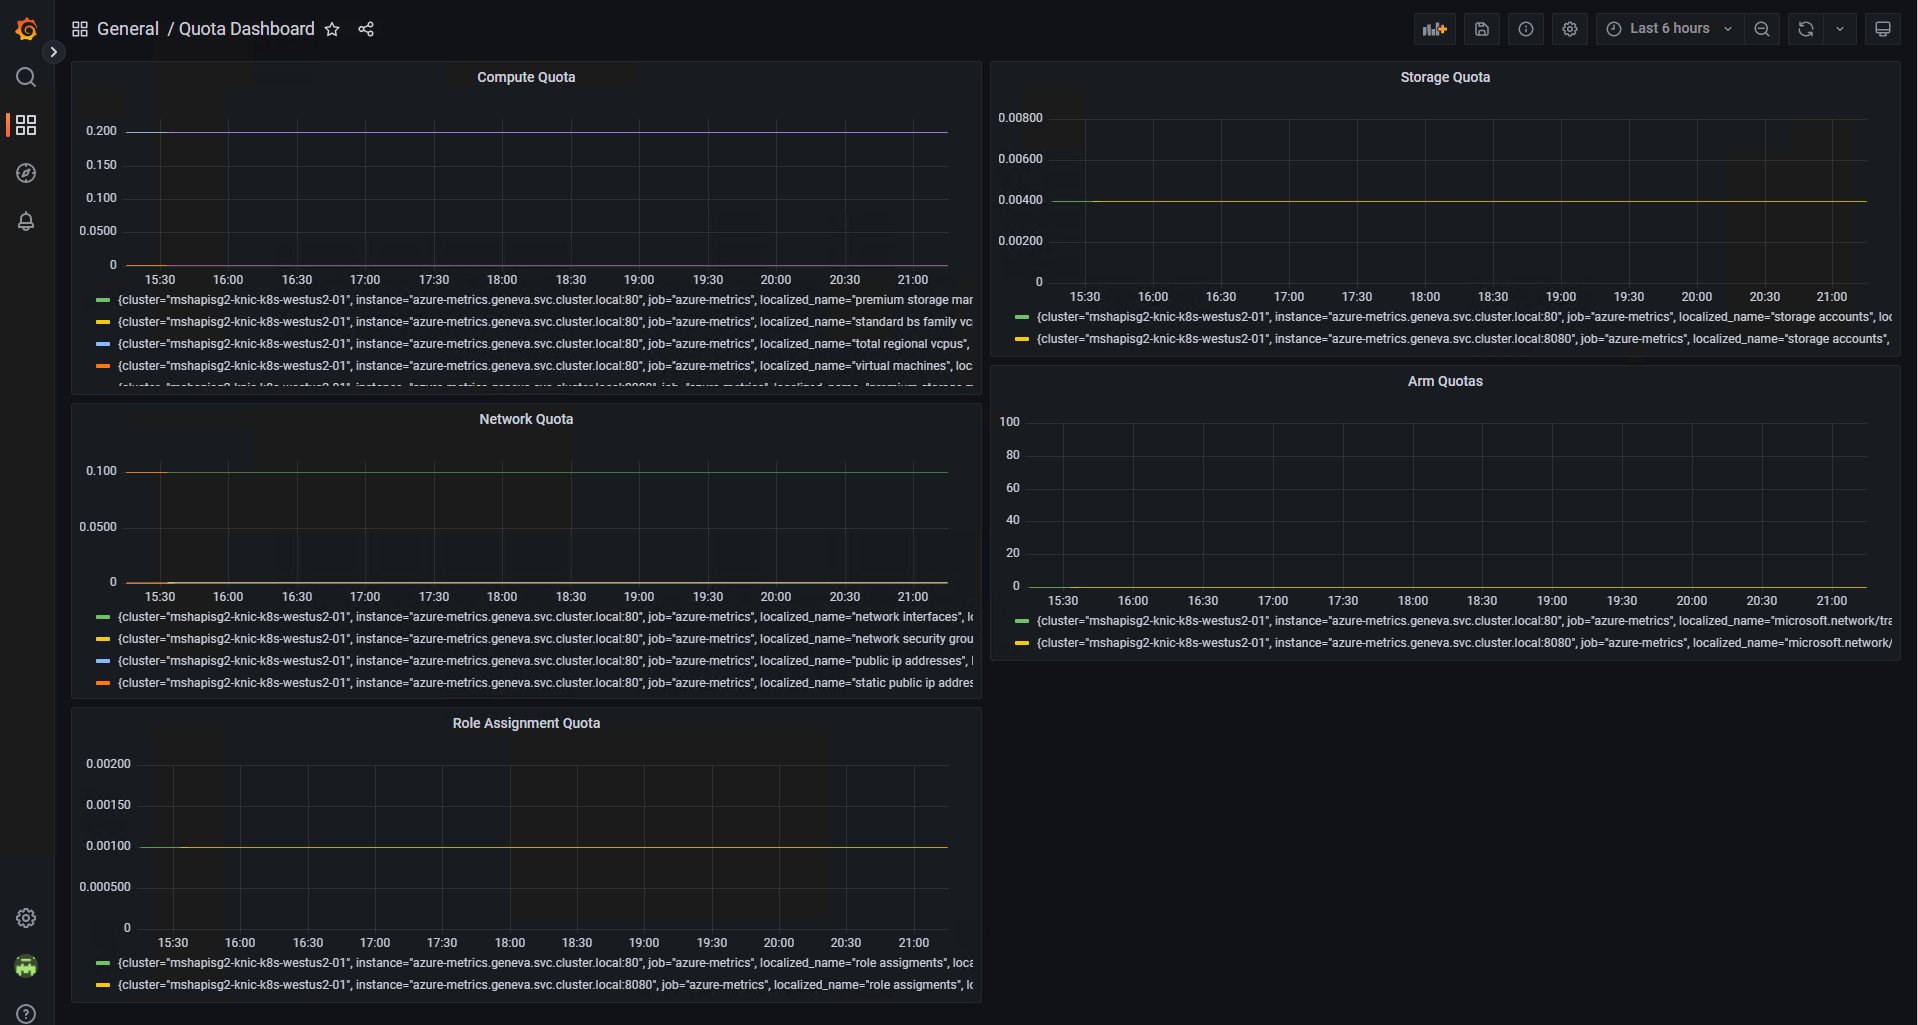 General / Quota Dashboard
Last 6 hours
Compute Quota
0.200
0.150
0.100
0.0500
0
15:30 16:00 16:30 17:00 17:30 18:00 18:30 19:00 19:30 20:00 20:30 21:00
{cluster="mshapisg2-knic-k8s-westus2-01", instance="azure-metrics.geneva.svc.cluster.local:80", job="azure-metrics", localized_name="premium storage mar
{cluster="mshapisg2-knic-k8s-westus2-01", instance="azure-metrics.geneva.svc.cluster.local:80", job="azure-metrics", localized_name="standard bs family vc
{cluster="mshapisg2-knic-k8s-westus2-01", instance="azure-metrics.geneva.svc.cluster.local:80", job="azure-metrics", localized_name="total regional vcpus",
{cluster="mshapisg2-knic-k8s-westus2-01", instance="azure-metrics.geneva.svc.cluster.local:80", job="azure-metrics", localized_name="virtual machines", loc
Storage Quota
0.00800
0.00600
0.00400
0.00200
0
15:30 16:00 16:30 17:00 17:30 18:00 18:30 19:00 19:30 20:00 20:30 21:00
{cluster="mshapisg2-knic-k8s-westus2-01", instance="azure-metrics.geneva.svc.cluster.local:80", job="azure-metrics", localized_name="storage accounts", loc
{cluster="mshapisg2-knic-k8s-westus2-01", instance="azure-metrics.geneva.svc.cluster.local:8080", job="azure-metrics", localized_name="storage accounts",
Network Quota
0.100
0.0500
0
15:30 16:00 16:30 17:00 17:30 18:00 18:30 19:00 19:30 20:00 20:30 21:00
{cluster="mshapisg2-knic-k8s-westus2-01", instance="azure-metrics.geneva.svc.cluster.local:80", job="azure-metrics", localized_name="network interfaces", lo
{cluster="mshapisg2-knic-k8s-westus2-01", instance="azure-metrics.geneva.svc.cluster.local:80", job="azure-metrics", localized_name="network security grou
{cluster="mshapisg2-knic-k8s-westus2-01", instance="azure-metrics.geneva.svc.cluster.local:80", job="azure-metrics", localized_name="public ip addresses", l
{cluster="mshapisg2-knic-k8s-westus2-01", instance="azure-metrics.geneva.svc.cluster.local:80", job="azure-metrics", localized_name="static public ip addres
Arm Quotas
100
80
60
40
20
0
15:30 16:00 16:30 17:00 17:30 18:00 18:30 19:00 19:30 20:00 20:30 21:00
{cluster="mshapisg2-knic-k8s-westus2-01", instance="azure-metrics.geneva.svc.cluster.local:80", job="azure-metrics", localized_name="microsoft.network/tra
{cluster="mshapisg2-knic-k8s-westus2-01", instance="azure-metrics.geneva.svc.cluster.local:8080", job="azure-metrics", localized_name="microsoft.network/
Role Assignment Quota
0.00200
0.00150
0.00100
0.000500
0
15:30 16:00 16:30 17:00 17:30 18:00 18:30 19:00 19:30 20:00 20:30 21:00
{cluster="mshapisg2-knic-k8s-westus2-01", instance="azure-metrics.geneva.svc.cluster.local:80", job="azure-metrics", localized_name="role assigments", loca
{cluster="mshapisg2-knic-k8s-westus2-01", instance="azure-metrics.geneva.svc.cluster.local:8080", job="azure-metrics", localized_name="role assigments", lo